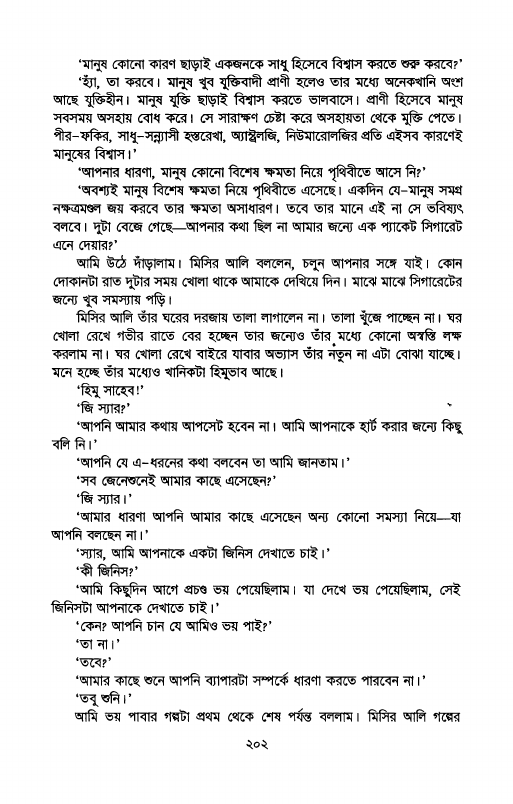 ‘মানুষ কোনো কারণ ছাড়াই একজনকে সাধু হিসেবে বিশ্বাস করতে শুরু করবে?’
‘হ্যাঁ, তা করবে। মানুষ খুব যুক্তিবাদী প্রাণী হলেও তার মধ্যে অনেকখানি অংশ
আছে যুক্তিহীন। মানুষ যুক্তি ছাড়াই বিশ্বাস করতে ভালবাসে। প্রাণী হিসেবে মানুষ
সবসময় অসহায় বোধ করে। সে সারাক্ষণ চেষ্টা করে অসহায়তা থেকে মুক্তি পেতে।
পীর–ফকির, সাধু–সন্ন্যাসী হস্তরেখা, অ্যাস্ট্রলজি, নিউমারোলজির প্রতি এইসব কারণেই
মানুষের বিশ্বাস।’
‘আপনার ধারণা, মানুষ কোনো বিশেষ ক্ষমতা নিয়ে পৃথিবীতে আসে নি?’
‘অবশ্যই মানুষ বিশেষ ক্ষমতা নিয়ে পৃথিবীতে এসেছে। একদিন যে–মানুষ সমগ্র
নক্ষত্রমণ্ডল জয় করবে তার ক্ষমতা অসাধারণ। তবে তার মানে এই না সে ভবিষ্যৎ
বলবে। দুটা বেজে গেছে—আপনার কথা ছিল না আমার জন্যে এক প্যাকেট সিগারেট
এনে দেয়ার?’
আমি উঠে দাঁড়ালাম। মিসির আলি বললেন, চলুন আপনার সঙ্গে যাই। কোন
দোকানটা রাত দুটার সময় খোলা থাকে আমাকে দেখিয়ে দিন। মাঝে মাঝে সিগারেটের
জন্যে খুব সমস্যায় পড়ি।
মিসির আলি তাঁর ঘরের দরজায় তালা লাগালেন না। তালা খুঁজে পাচ্ছেন না। ঘর
খোলা রেখে গভীর রাতে বের হচ্ছেন তার জন্যেও তাঁর মধ্যে কোনো অস্বস্তি লক্ষ
করলাম না। ঘর খোলা রেখে বাইরে যাবার অভ্যাস তাঁর নতুন না এটা বোঝা যাচ্ছে।
মনে হচ্ছে তাঁর মধ্যেও খানিকটা হিমুভাব আছে।
‘হিমু সাহেব!’
‘জি স্যার?’
‘আপনি আমার কথায় আপসেট হবেন না। আমি আপনাকে হার্ট করার জন্যে কিছু
বলি নি।’
‘আপনি যে এ–ধরনের কথা বলবেন তা আমি জানতাম।’
‘সব জেনেশুনেই আমার কাছে এসেছেন?’
‘জি স্যার।’
‘আমার ধারণা আপনি আমার কাছে এসেছেন অন্য কোনো সমস্যা নিয়ে—যা
আপনি বলছেন না।’
‘স্যার, আমি আপনাকে একটা জিনিস দেখাতে চাই।’
‘কী জিনিস?’
‘আমি কিছুদিন আগে প্রচণ্ড ভয় পেয়েছিলাম। যা দেখে ভয় পেয়েছিলাম, সেই
জিনিসটা আপনাকে দেখাতে চাই।’
‘কেন? আপনি চান যে আমিও ভয় পাই?’
‘তা না।’
‘তবে?’
‘আমার কাছে শুনে আপনি ব্যাপারটা সম্পর্কে ধারণা করতে পারবেন না।’
‘তবু শুনি।’
আমি ভয় পাবার গল্পটা প্রথম থেকে শেষ পর্যন্ত বললাম। মিসির আলি গল্পের
২০২